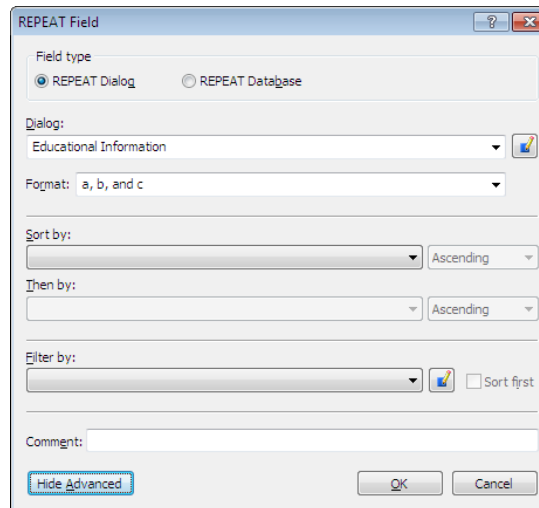 REPEAT Field
Field type
REPEAT Dialog REPEAT Database
Dialog:
Educational Information
Format: a, b, and c
Sort by:
Ascending
Then by:
Ascending
Filter by:
Sort first
Comment:
Hide Advanced OK Cancel